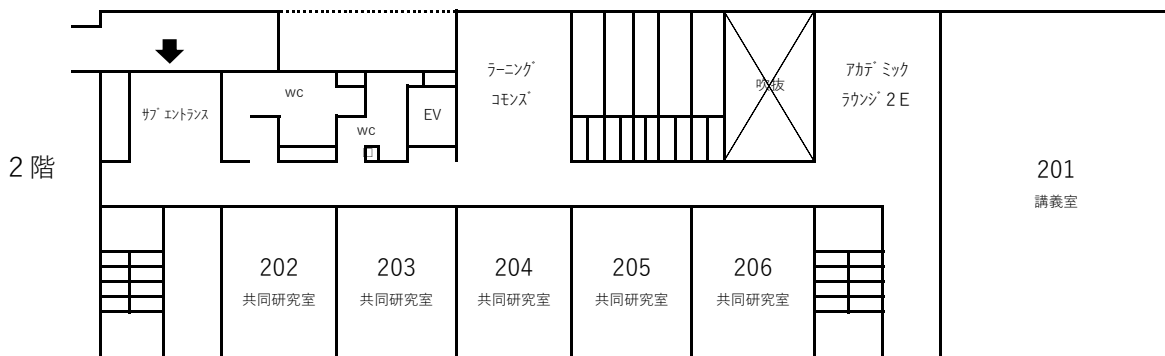 ﾗｰﾆﾝｸﾞ
ｺﾓﾝｽﾞ
吹抜
ｱｶﾃﾞﾐｯｸ
ﾗｳﾝｼﾞ２E
wc
ｻﾌﾞｴﾝﾄﾗﾝｽ
wc
EV
２階
201
講義室
202
共同研究室
203
共同研究室
204
共同研究室
205
共同研究室
206
共同研究室